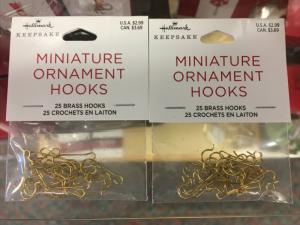 Hallmark
KEEPSAKE
U.S.A. $2.99
CAN. $3.69
MINIATURE
ORNAMENT
HOOKS
25 BRASS HOOKS
25 CROCHETS EN LAITON
Hallmark
KEEPSAKE
U.S.A. $2.99
CAN. $3.69
MINIATURE
ORNAMENT
HOOKS
25 BRASS HOOKS
25 CROCHETS EN LAITON